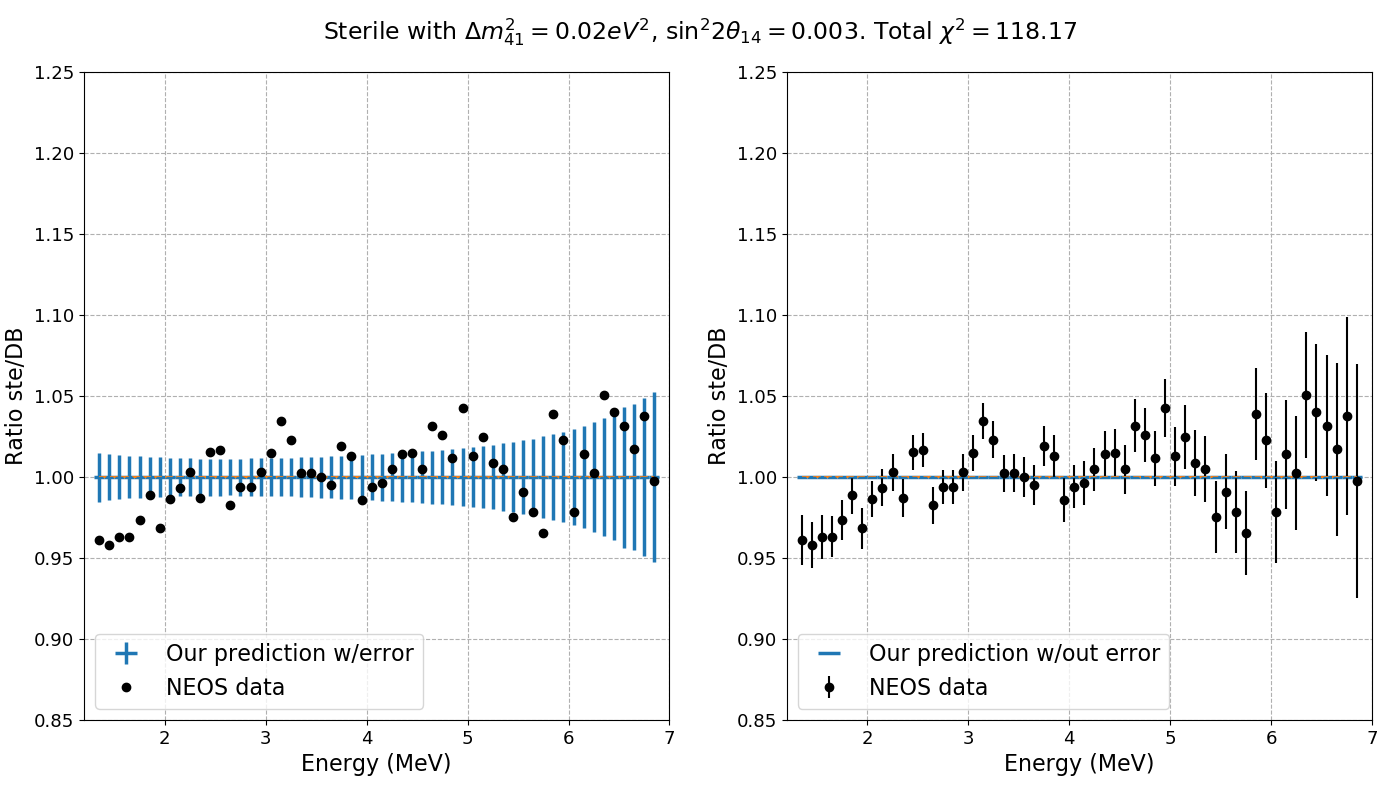 Sterile with Δm²₄₁ = 0.02eV², sin²2θ₁₄ = 0.003. Total χ² = 118.17
Ratio ste/DB
1.25
1.20
1.15
1.10
1.05
1.00
0.95
0.90
0.85
Our prediction w/error
NEOS data
2 3 4 5 6 7
Energy (MeV)
Ratio ste/DB
1.25
1.20
1.15
1.10
1.05
1.00
0.95
0.90
0.85
Our prediction w/out error
NEOS data
2 3 4 5 6 7
Energy (MeV)